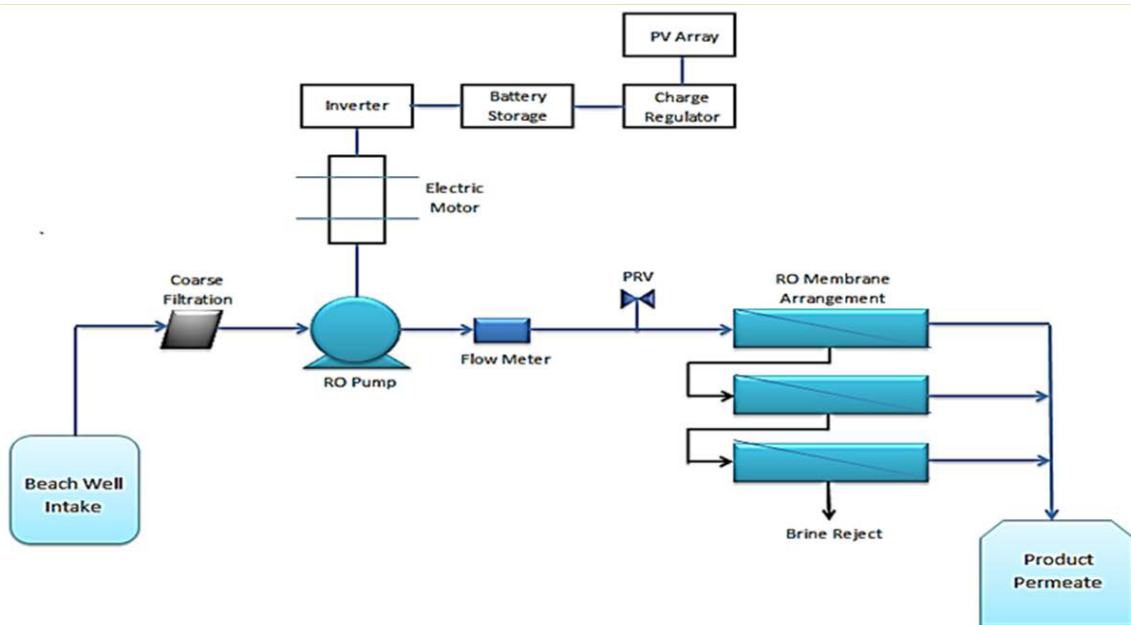 PV Array
Inverter
Battery
Storage
Charge
Regulator
Electric
Motor
Coarse
Filtration
PRV
RO Membrane
Arrangement
Flow Meter
RO Pump
Beach Well
Intake
Brine Reject
Product
Permeate